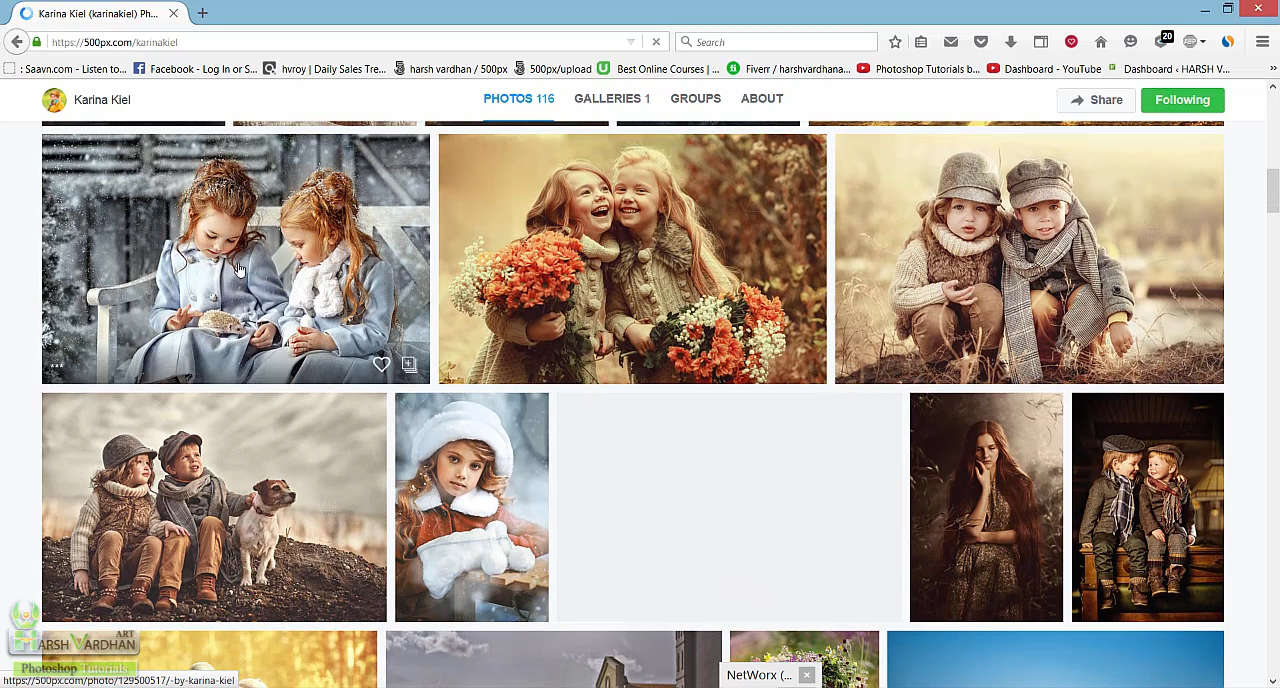 Karina Kiel (karinakiel) Ph...
https://500px.com/karinakiel
Search
20
ABP
: Saavn.com - Listen to...
Facebook - Log In or S...
hvroy | Daily Sales Tre...
harsh vardhan / 500px
500px/upload
Best Online Courses | ...
Fiverr / harshvardhana...
Photoshop Tutorials b...
Dashboard - YouTube
Dashboard ‹ HARSH V...
Karina Kiel
PHOTOS 116
GALLERIES 1
GROUPS
ABOUT
Share
Following
HARSH VARDHAN
ART
Photoshop Tutorials
https://500px.com/photo/129500517/-by-karina-kiel
NetWorx (...